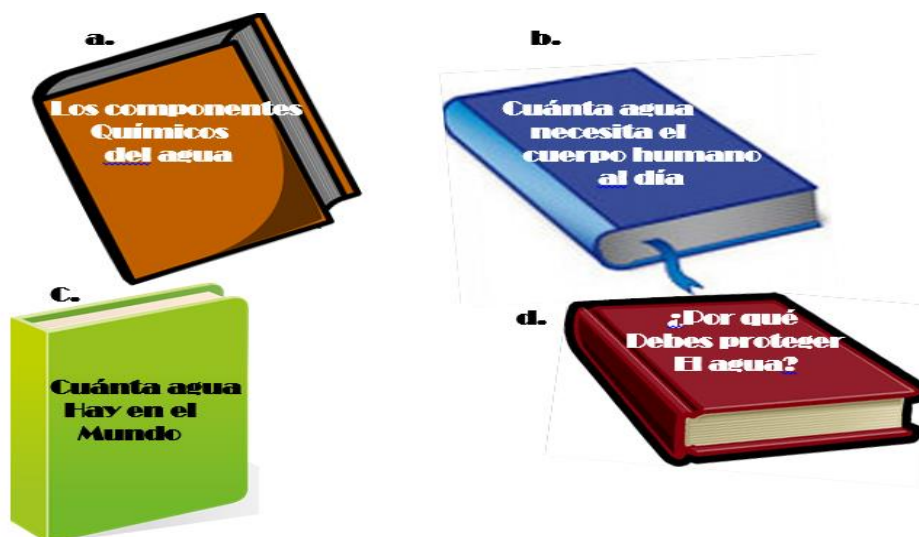 a.
Los componentes
Químicos
del agua
b.
Cuánta agua
necesita el
cuerpo humano
al día
c.
Cuánta agua
Hay en el
Mundo
d.
¿Por qué
Debes proteger
El agua?